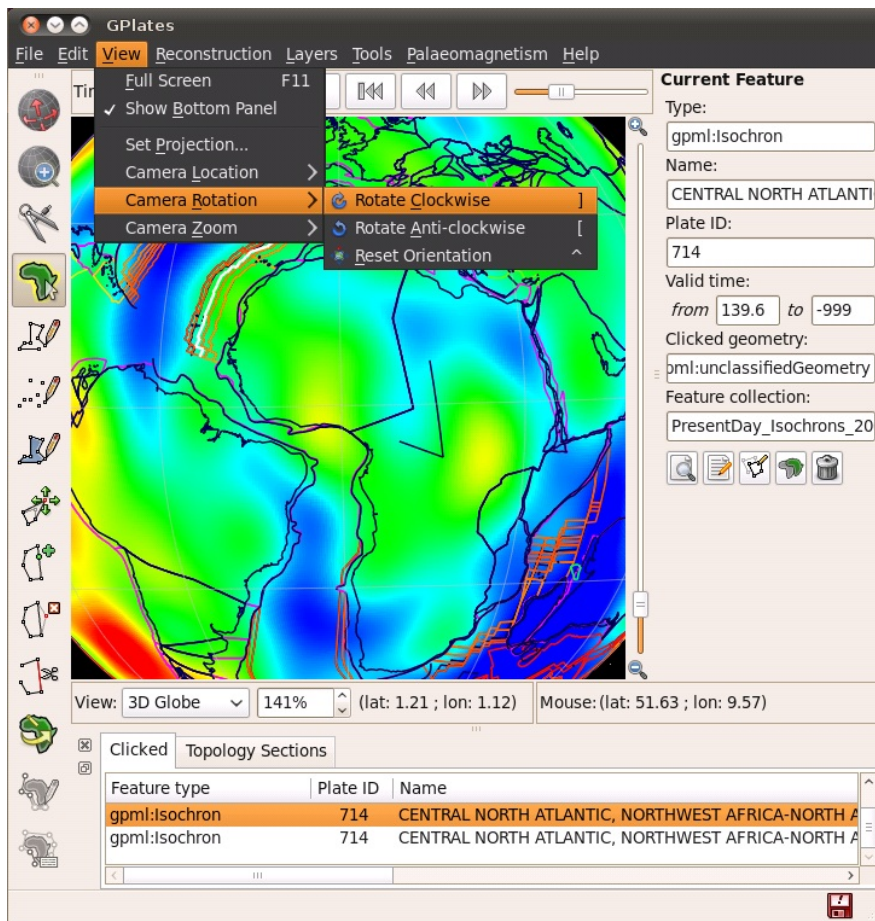 GPlates
File Edit View Reconstruction Layers Tools Palaeomagnetism Help
Full Screen F11
✓ Show Bottom Panel
Set Projection...
Camera Location
Camera Rotation
Camera Zoom
Rotate Clockwise ]
Rotate Anti-clockwise [
Reset Orientation ^
Current Feature
Type:
gpml:Isochron
Name:
CENTRAL NORTH ATLANTI
Plate ID:
714
Valid time:
from 139.6 to -999
Clicked geometry:
oml:unclassifiedGeometry
Feature collection:
PresentDay_Isochrons_20
View: 3D Globe 141% (lat: 1.21 ; lon: 1.12) Mouse: (lat: 51.63 ; lon: 9.57)
Clicked Topology Sections
Feature type Plate ID Name
gpml:Isochron 714 CENTRAL NORTH ATLANTIC, NORTHWEST AFRICA-NORTH A
gpml:Isochron 714 CENTRAL NORTH ATLANTIC, NORTHWEST AFRICA-NORTH A